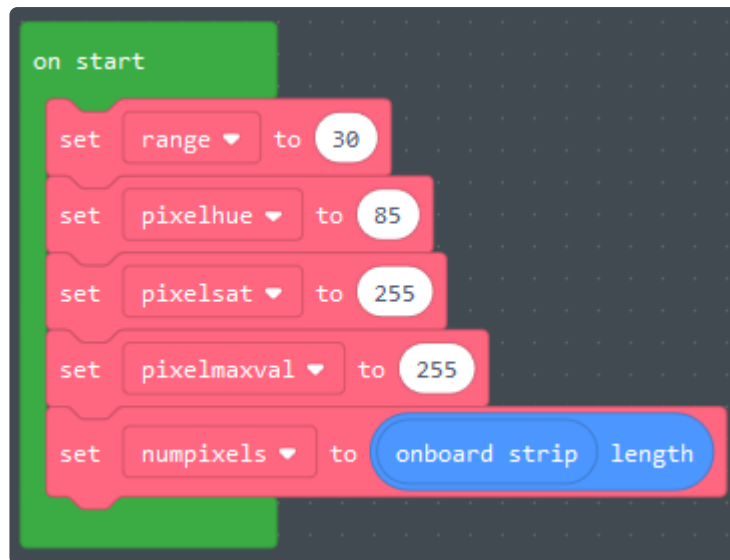 on start
set range to 30
set pixelhue to 85
set pixelsat to 255
set pixelmaxval to 255
set numpixels to onboard strip length